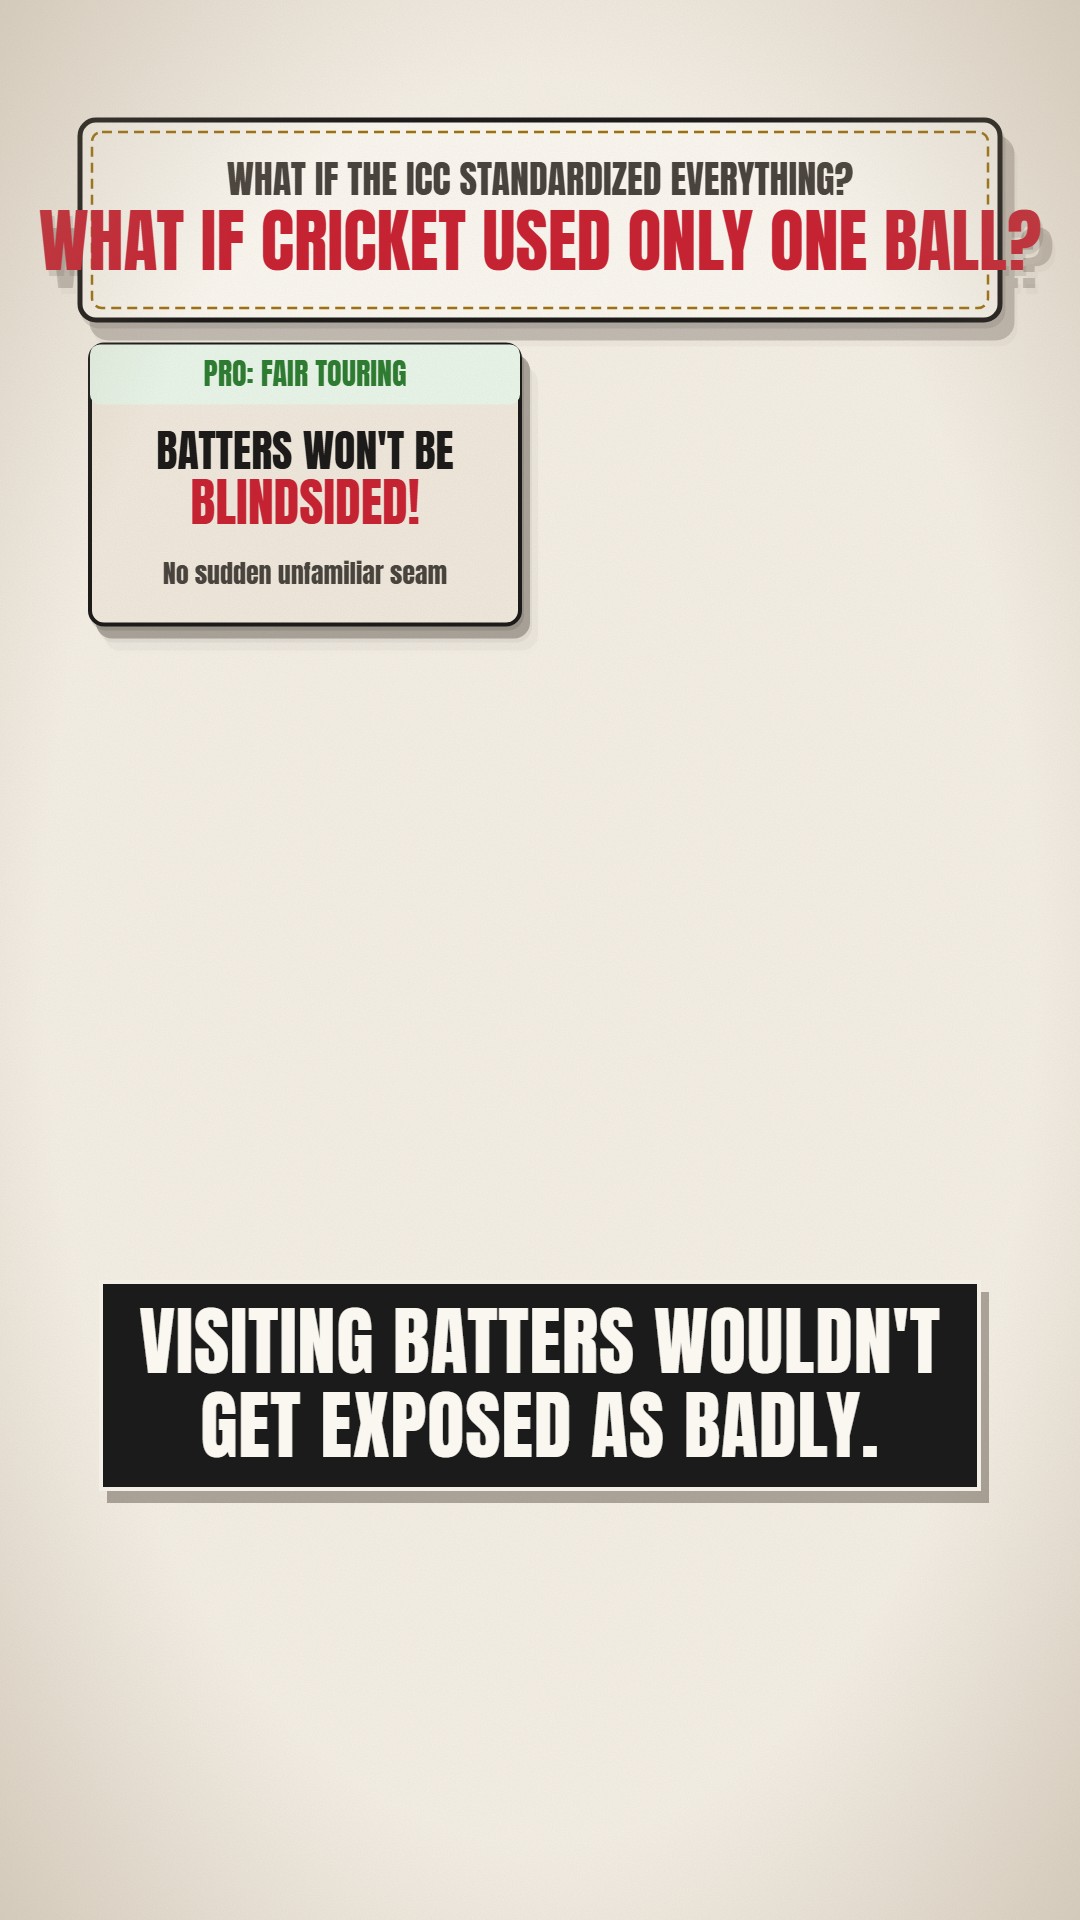 WHAT IF THE ICC STANDARDIZED EVERYTHING?
WHAT IF CRICKET USED ONLY ONE BALL?
PRO: FAIR TOURING
BATTERS WON'T BE
BLINDSIDED!
No sudden unfamiliar seam
VISITING BATTERS WOULDN'T
GET EXPOSED AS BADLY.